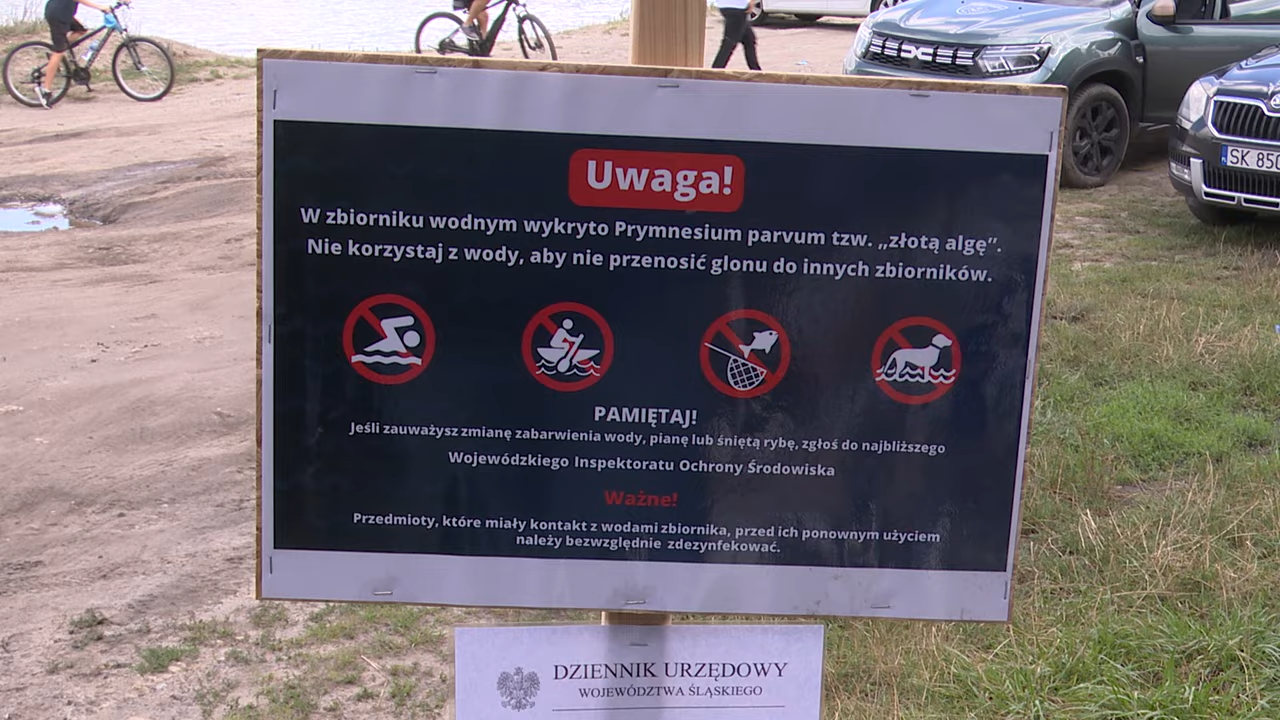 Uwaga!
W zbiorniku wodnym wykryto Prymnesium parvum tzw. „złotą algę”.
Nie korzystaj z wody, aby nie przenosić glonu do innych zbiorników.
PAMIĘTAJ!
Jeśli zauważysz zmianę zabarwienia wody, pianę lub śniętą rybę, zgłoś do najbliższego
Wojewódzkiego Inspektoratu Ochrony Środowiska
Ważne!
Przedmioty, które miały kontakt z wodami zbiornika, przed ich ponownym użyciem
należy bezwzględnie zdezynfekować.
DZIENNIK URZĘDOWY
WOJEWÓDZTWA ŚLĄSKIEGO
SK 850